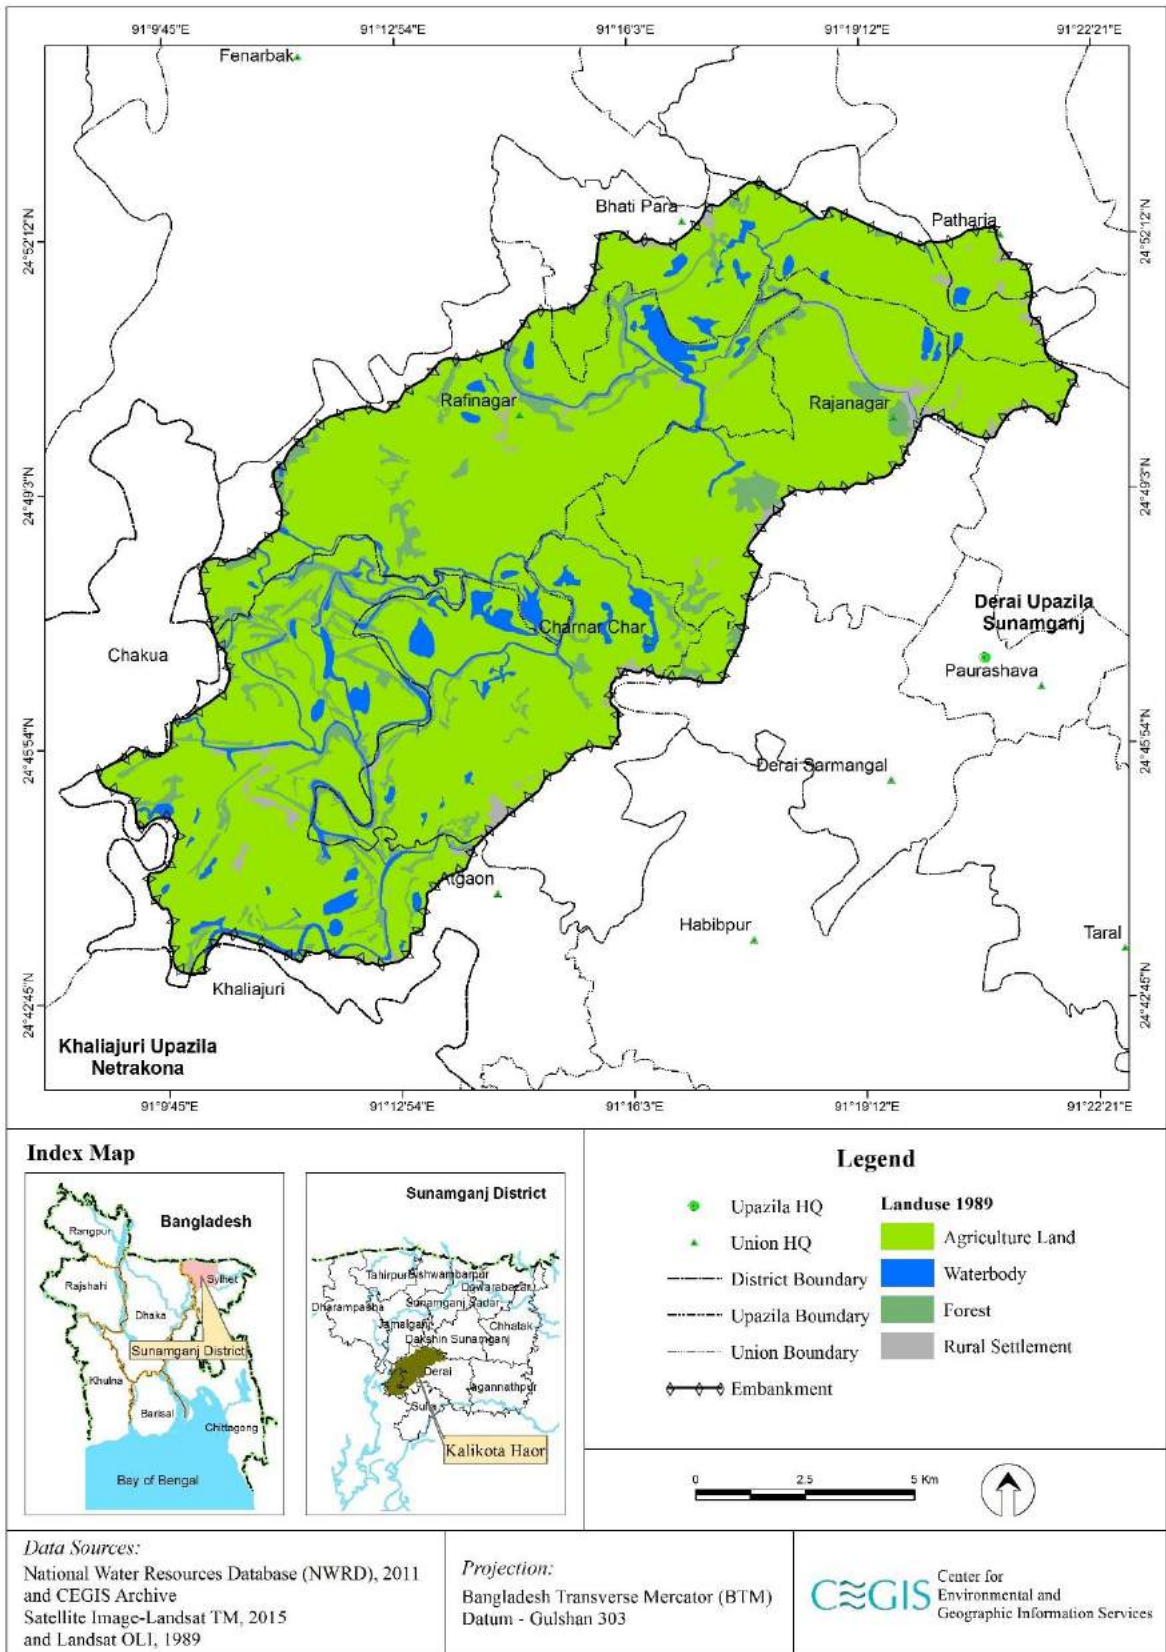 91°9'45"E 91°12'54"E 91°16'3"E 91°19'12"E 91°22'21"E
Fenarbak
Bhati Para
Patharia
24°52'12"N
24°52'12"N
Rafinagar
Rajanagar
24°49'3"N
24°49'3"N
Derai Upazila
Sunamganj
Charnar Char
Chakua
Paurashava
24°45'54"N
24°45'54"N
Derai Sarmangal
Atgaon
Habibpur
Taral
Khaliajuri
24°42'45"N
24°42'45"N
Khaliajuri Upazila
Netrakona
91°9'45"E 91°12'54"E 91°16'3"E 91°19'12"E 91°22'21"E
Index Map
Bangladesh
Rangpur
Rajshahi
Sylhet
Dhaka
Sunamganj District
Khulna
Barisal
Chittagong
Bay of Bengal
Sunamganj District
Tahirpur
Bishwambarpur
Dowarabazar
Dharampasha
Sunamganj Sadar
Jamalganj
Chhatak
Dakshin Sunamganj
Derai
Jagannathpur
Sulla
Kalikota Haor
Legend
Upazila HQ
Union HQ
District Boundary
Upazila Boundary
Union Boundary
Embankment
Landuse 1989
Agriculture Land
Waterbody
Forest
Rural Settlement
0 2.5 5 Km
Data Sources:
National Water Resources Database (NWRD), 2011
and CEGIS Archive
Satellite Image-Landsat TM, 2015
and Landsat OLI, 1989
Projection:
Bangladesh Transverse Mercator (BTM)
Datum - Gulshan 303
CEGIS
Center for
Environmental and
Geographic Information Services